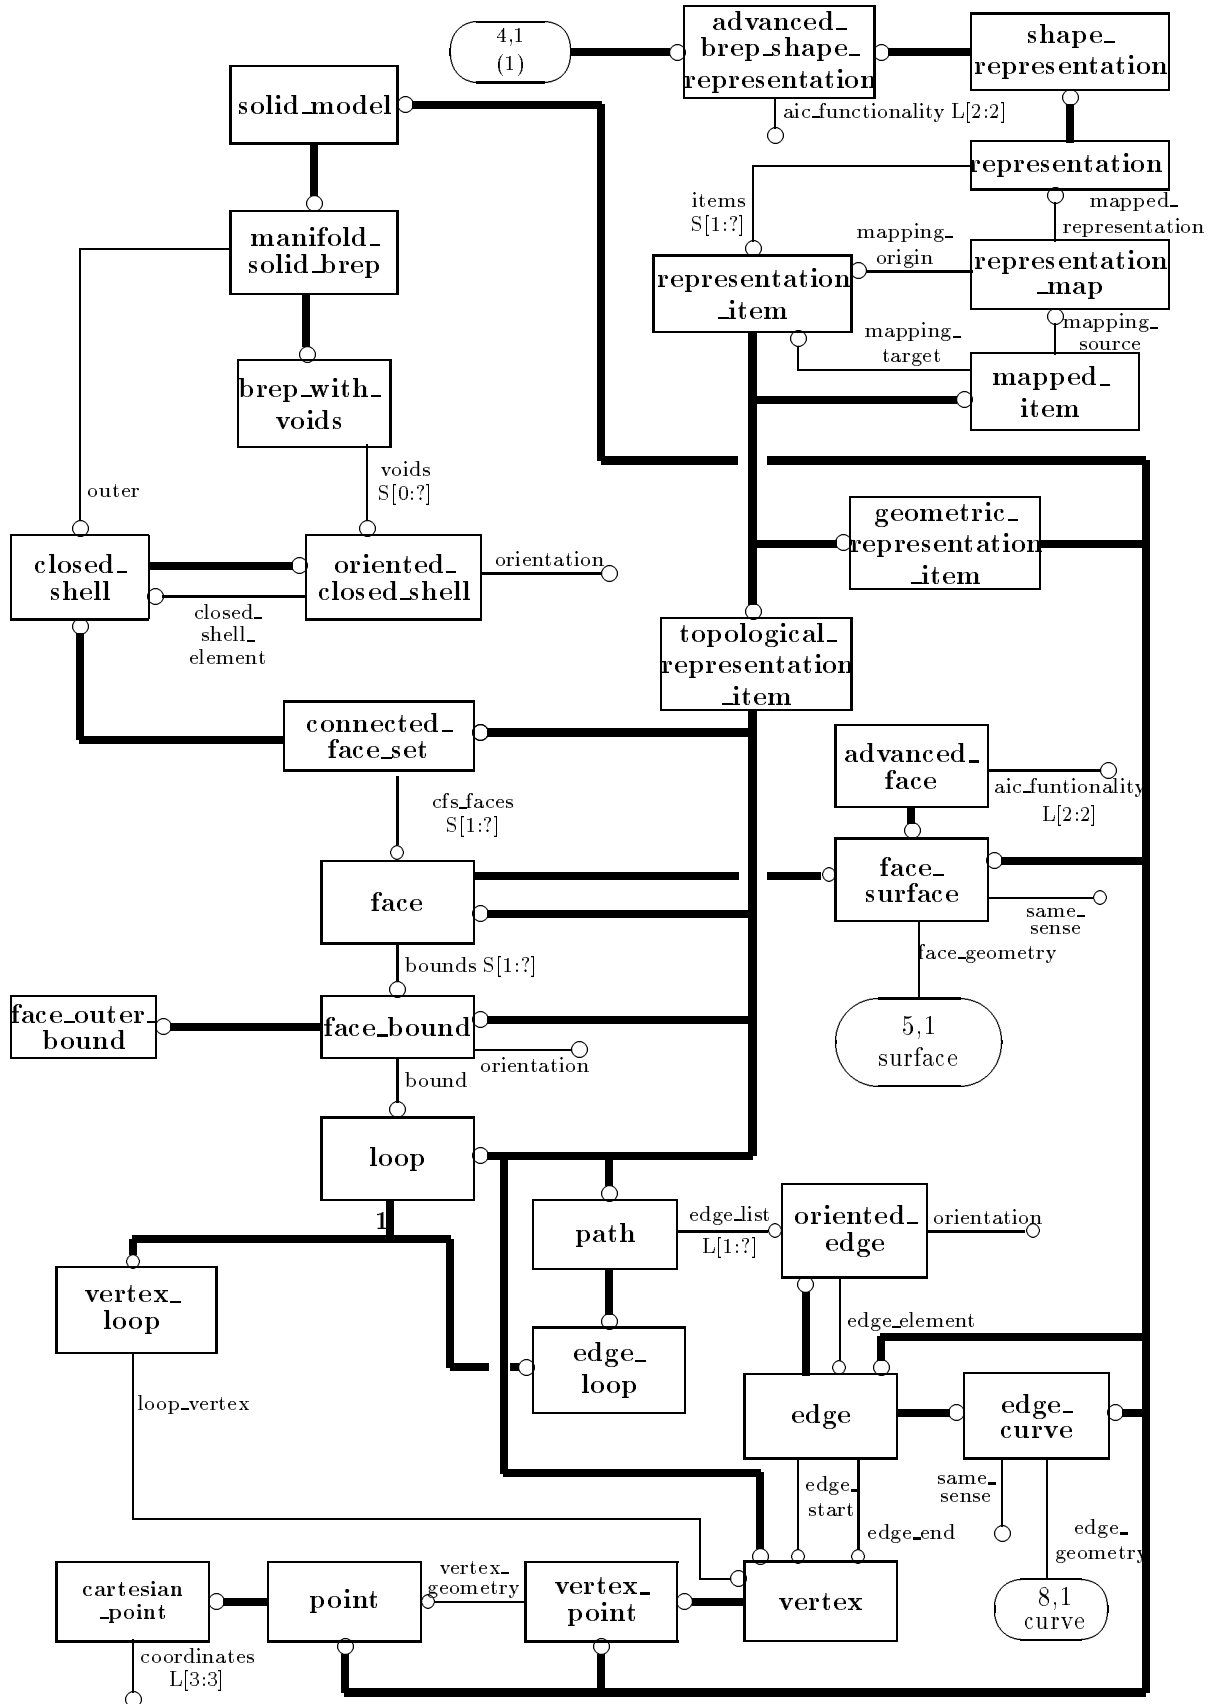 4,1
(1)
advanced_
brep_shape_
representation
shape_
representation
solid_model
aic_functionality L[2:2]
representation
items
S[1:?]
mapped_
representation
manifold_
solid_brep
mapping_
origin
representation
_map
representation
_item
mapping_
source
mapping_
target
mapped_
item
brep_with_
voids
voids
S[0:?]
outer
geometric_
representation
_item
closed_
shell
oriented_
closed_shell
orientation
closed_
shell_
element
topological_
representation
_item
connected_
face_set
advanced_
face
aic_funtionality
L[2:2]
cfs_faces
S[1:?]
face
face_
surface
same_
sense
face_geometry
bounds S[1:?]
face_outer_
bound
face_bound
orientation
bound
5,1
surface
loop
1
path
edge_list
L[1:?]
oriented_
edge
orientation
vertex_
loop
edge_element
edge_
loop
loop_vertex
edge
edge_
curve
edge_
start
edge_end
same_
sense
edge_
geometry
cartesian
_point
point
vertex_
geometry
vertex_
point
vertex
8,1
curve
coordinates
L[3:3]